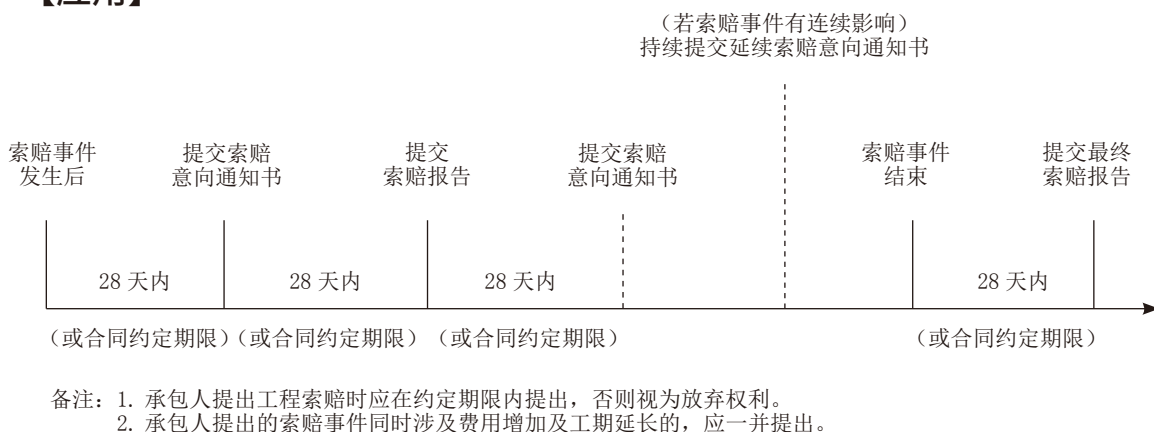 【应用】
（若索赔事件有连续影响）
持续提交延续索赔意向通知书
索赔事件
发生后
提交索赔
意向通知书
提交
索赔报告
提交索赔
意向通知书
索赔事件
结束
提交最终
索赔报告
28 天内
28 天内
28 天内
28 天内
（或合同约定期限）（或合同约定期限）（或合同约定期限）
（或合同约定期限）
备注：1. 承包人提出工程索赔时应在约定期限内提出，否则视为放弃权利。
2. 承包人提出的索赔事件同时涉及费用增加及工期延长的，应一并提出。